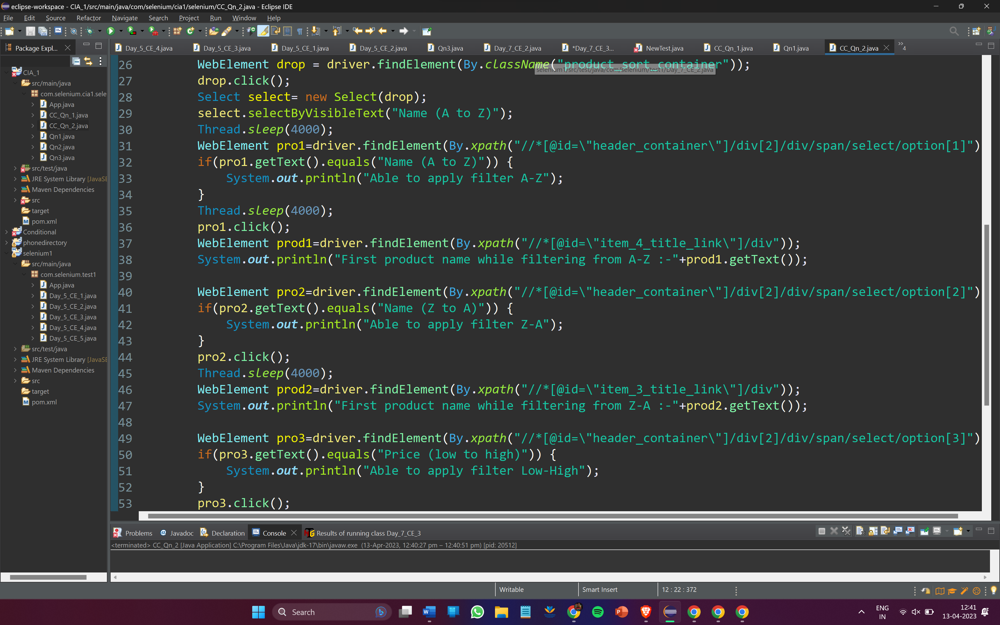 eclipse-workspace - CIA_1/src/main/java/com/selenium/cia1/selenium/CC_Qn_2.java - Eclipse IDE
File Edit Source Refactor Navigate Search Project Run Window Help
Package Expl...
Day_5_CE_4.java Day_5_CE_3.java Day_5_CE_1.java Day_5_CE_2.java Qn3.java Day_7_CE_2.java *Day_7_CE_3... NewTest.java CC_Qn_1.java Qn1.java CC_Qn_2.java 4
CIA_1
src/main/java
com.selenium.cia1.sele
App.java
CC_Qn_1.java
CC_Qn_2.java
Qn1.java
Qn2.java
Qn3.java
src/test/java
JRE System Library [JavaSE
Maven Dependencies
src
target
pom.xml
Conditional
phonedirectory
selenium1
src/main/java
com.selenium.test1
App.java
Day_5_CE_1.java
Day_5_CE_2.java
Day_5_CE_3.java
Day_5_CE_4.java
Day_5_CE_5.java
src/test/java
JRE System Library [JavaSE
Maven Dependencies
src
target
pom.xml
26 WebElement drop = driver.findElement(By.className("product_sort_container"));
selenium1/src/test/java/com/selenium/test1/Day_7_CE_2.java
27 drop.click();
28 Select select= new Select(drop);
29 select.selectByVisibleText("Name (A to Z)");
30 Thread.sleep(4000);
31 WebElement pro1=driver.findElement(By.xpath("//*[@id=\"header_container\"]/div[2]/div/span/select/option[1]")
32 if(pro1.getText().equals("Name (A to Z)")) {
33 System.out.println("Able to apply filter A-Z");
34 }
35 Thread.sleep(4000);
36 pro1.click();
37 WebElement prod1=driver.findElement(By.xpath("//*[@id=\"item_4_title_link\"]/div"));
38 System.out.println("First product name while filtering from A-Z :-"+prod1.getText());
39
40 WebElement pro2=driver.findElement(By.xpath("//*[@id=\"header_container\"]/div[2]/div/span/select/option[2]")
41 if(pro2.getText().equals("Name (Z to A)")) {
42 System.out.println("Able to apply filter Z-A");
43 }
44 pro2.click();
45 Thread.sleep(4000);
46 WebElement prod2=driver.findElement(By.xpath("//*[@id=\"item_3_title_link\"]/div"));
47 System.out.println("First product name while filtering from Z-A :-"+prod2.getText());
48
49 WebElement pro3=driver.findElement(By.xpath("//*[@id=\"header_container\"]/div[2]/div/span/select/option[3]")
50 if(pro3.getText().equals("Price (low to high)")) {
51 System.out.println("Able to apply filter Low-High");
52 }
53 pro3.click();
Problems Javadoc Declaration Console Results of running class Day_7_CE_3
<terminated> CC_Qn_2 [Java Application] C:\Program Files\Java\jdk-17\bin\javaw.exe (13-Apr-2023, 12:40:27 pm – 12:40:51 pm) [pid: 20512]
Writable Smart Insert 12 : 22 : 372
Search
ENG
IN
12:41
13-04-2023